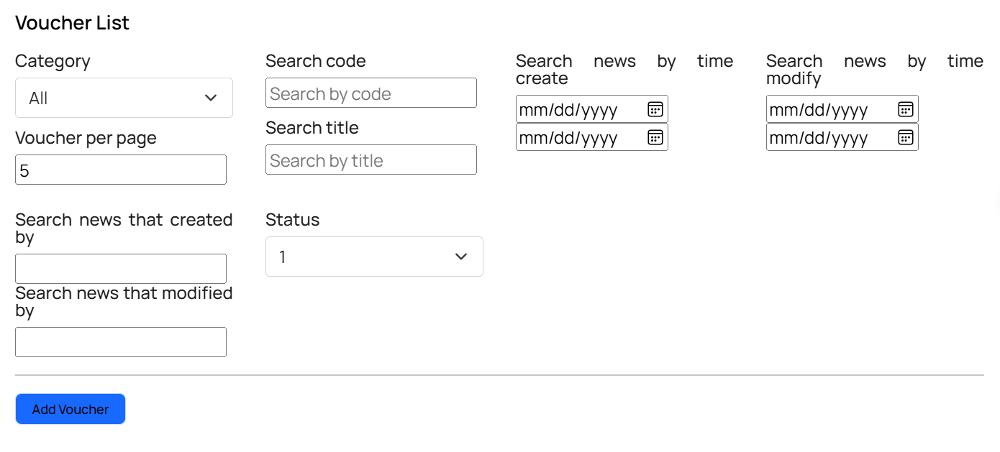 Voucher List
Category
All
Voucher per page
5
Search code
Search by code
Search title
Search by title
Search news by time
create
mm/dd/yyyy
mm/dd/yyyy
Search news by time
modify
mm/dd/yyyy
mm/dd/yyyy
Search news that created
by
Search news that modified
by
Status
1
Add Voucher